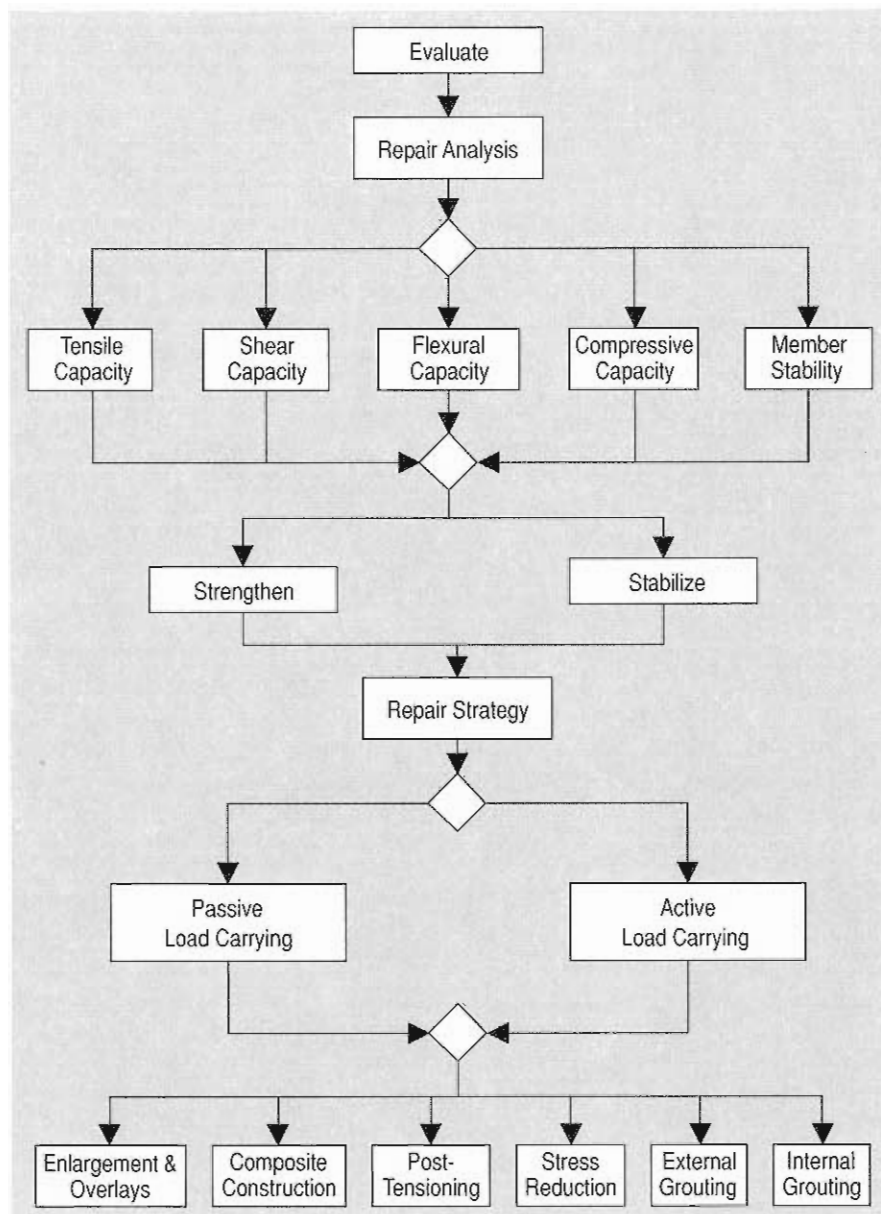 Evaluate
Repair Analysis
Tensile
Capacity
Shear
Capacity
Flexural
Capacity
Compressive
Capacity
Member
Stability
Strengthen
Stabilize
Repair Strategy
Passive
Load Carrying
Active
Load Carrying
Enlargement &
Overlays
Composite
Construction
Post-
Tensioning
Stress
Reduction
External
Grouting
Internal
Grouting